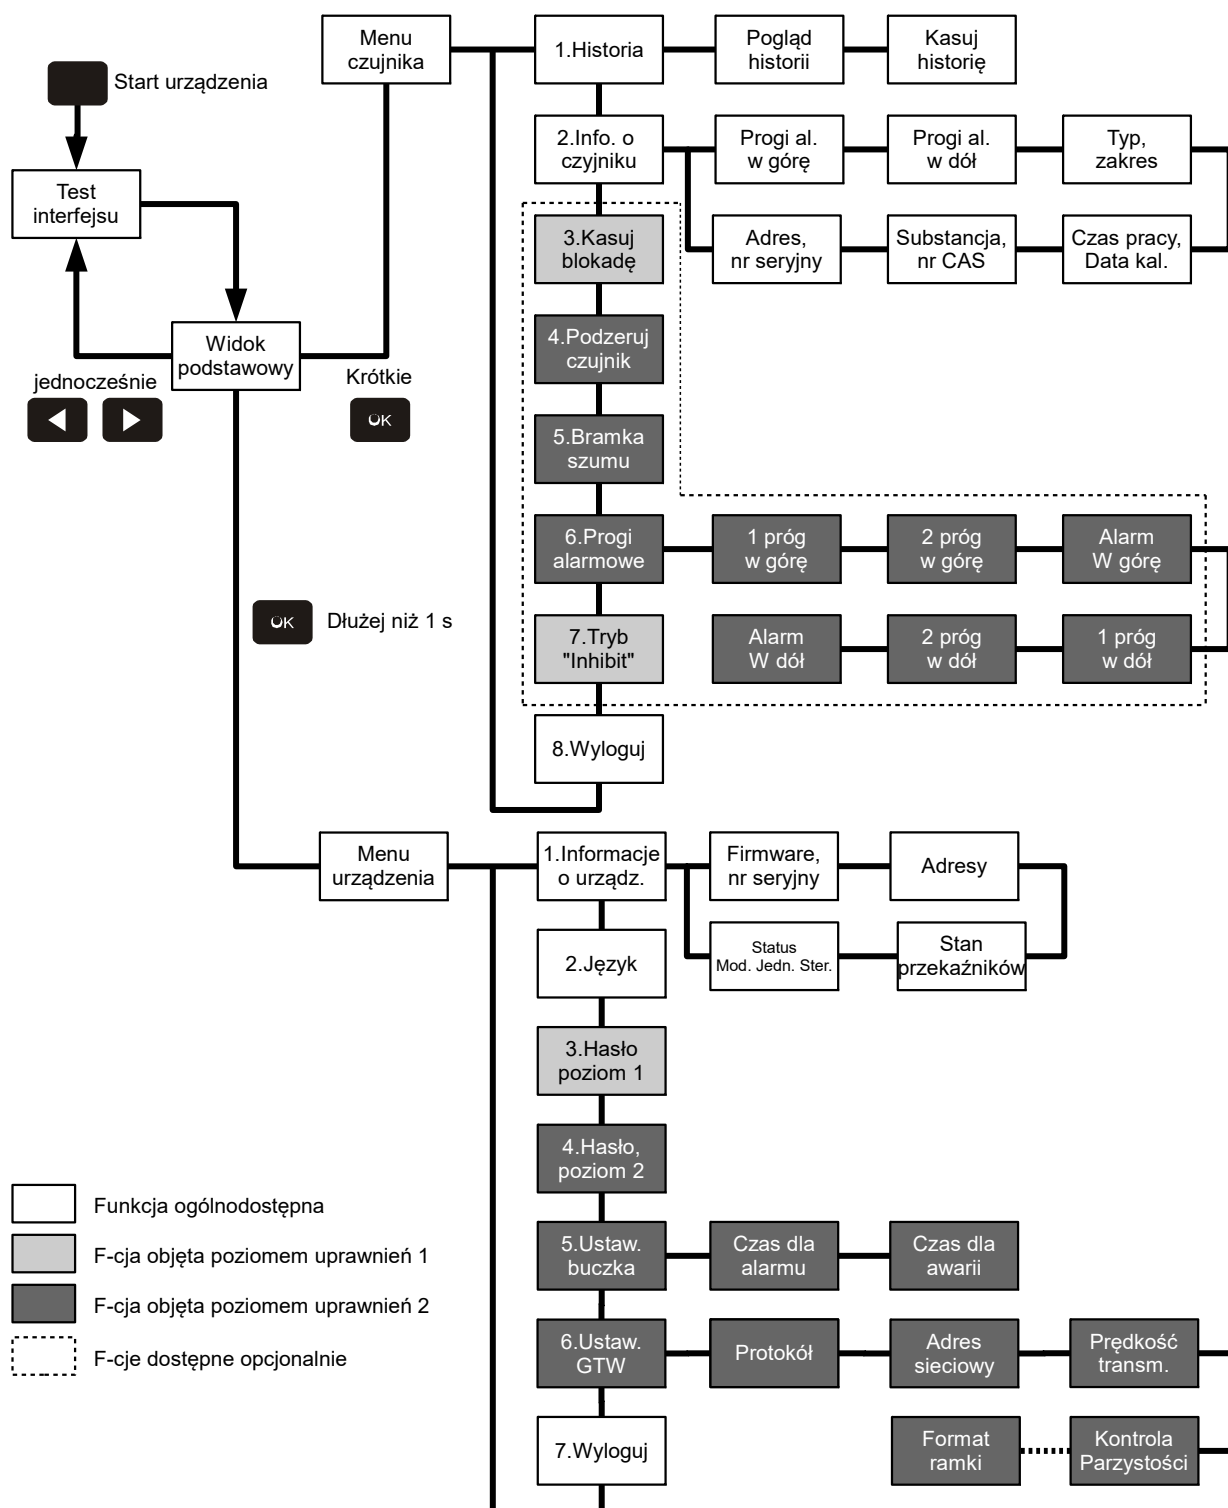 Menu
czujnika
1.Historia
Pogląd
historii
Kasuj
historię
Start urządzenia
2.Info. o
czyjniku
Progi al.
w górę
Progi al.
w dół
Typ,
zakres
Test
interfejsu
3.Kasuj
blokadę
Adres,
nr seryjny
Substancja,
nr CAS
Czas pracy,
Data kal.
Widok
podstawowy
4.Podzeruj
czujnik
jednocześnie
Krótkie
OK
5.Bramka
szumu
6.Progi
alarmowe
1 próg
w górę
2 próg
w górę
Alarm
W górę
OK
Dłużej niż 1 s
7.Tryb
"Inhibit"
Alarm
W dół
2 próg
w dół
1 próg
w dół
8.Wyloguj
Menu
urządzenia
1.Informacje
o urządz.
Firmware,
nr seryjny
Adresy
2.Język
Status
Mod. Jedn. Ster.
Stan
przekaźników
3.Hasło
poziom 1
4.Hasło,
poziom 2
Funkcja ogólnodostępna
F-cja objęta poziomem uprawnień 1
F-cja objęta poziomem uprawnień 2
F-cje dostępne opcjonalnie
5.Ustaw.
buczka
Czas dla
alarmu
Czas dla
awarii
6.Ustaw.
GTW
Protokół
Adres
sieciowy
Prędkość
transm.
7.Wyloguj
Format
ramki
Kontrola
Parzystości